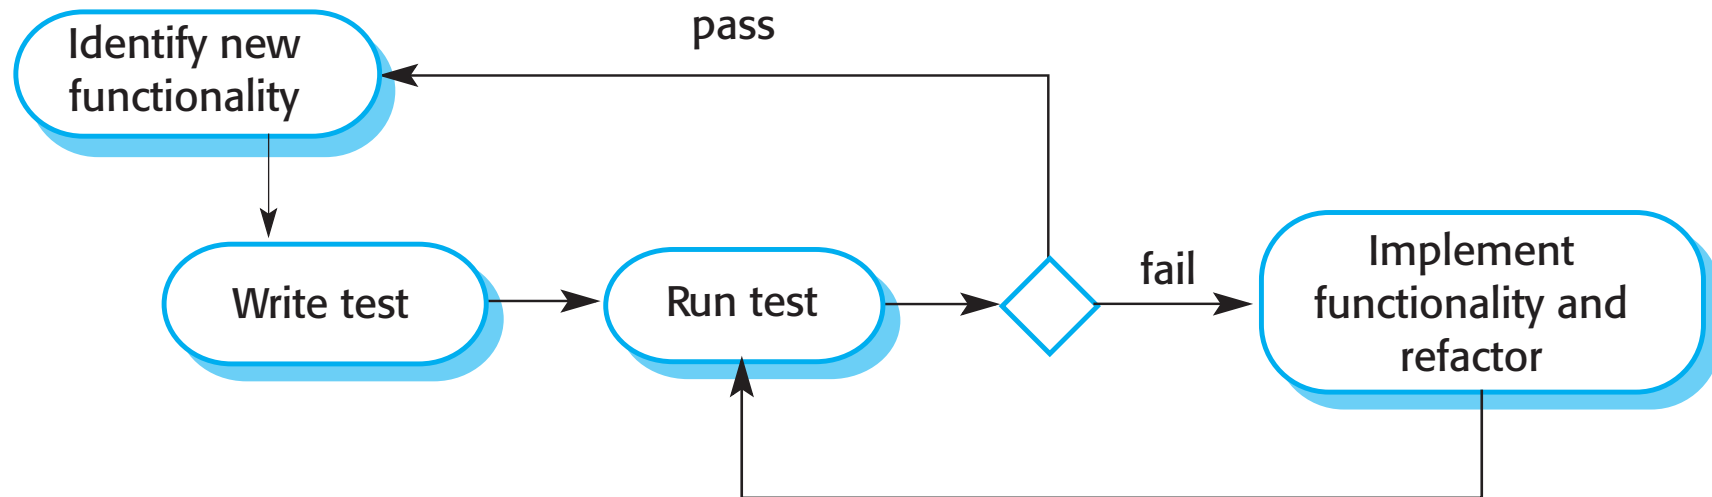 Identify new
functionality
pass
Write test
Run test
fail
Implement
functionality and
refactor